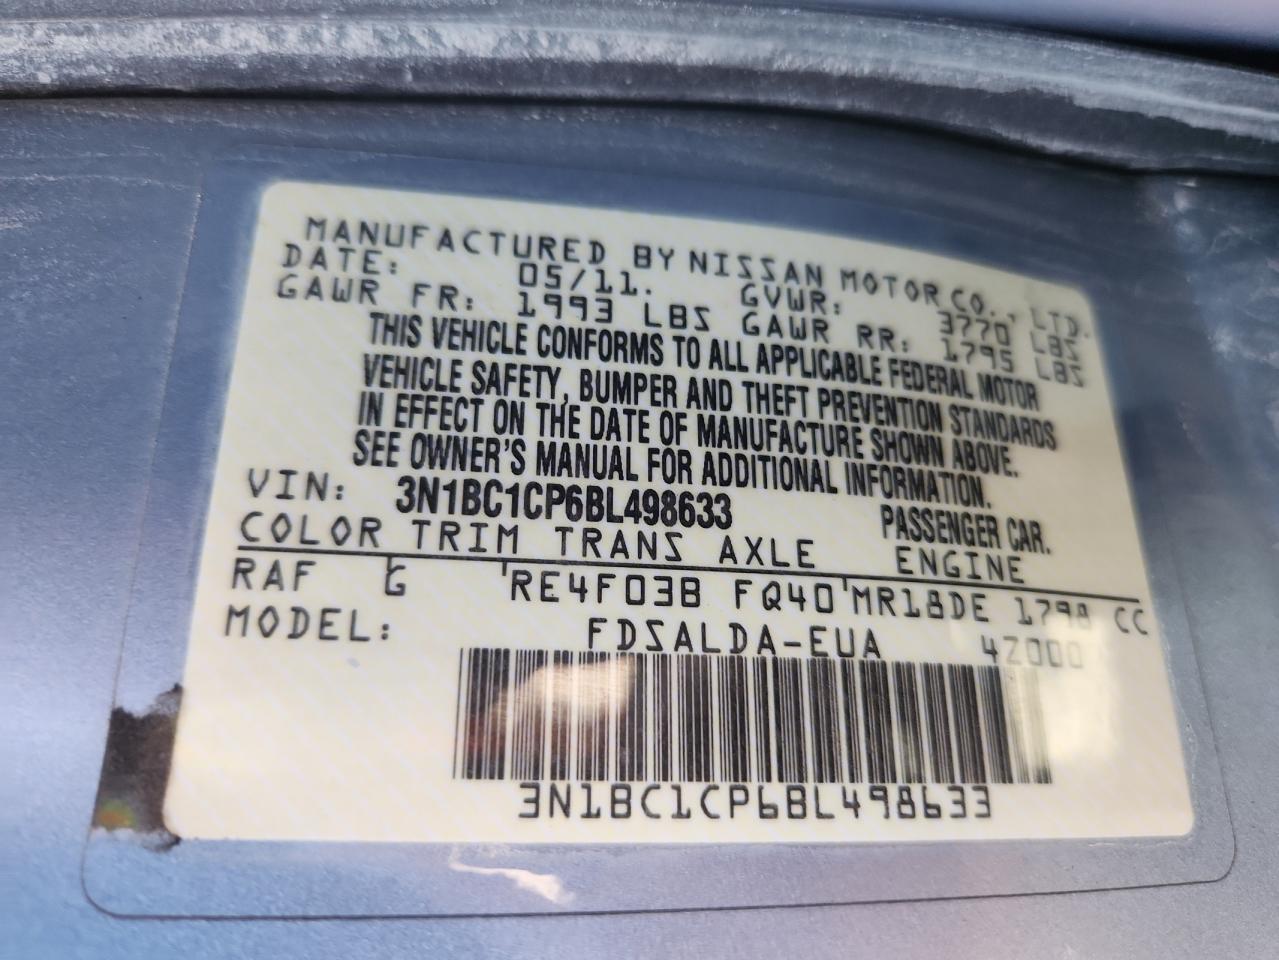 MANUFACTURED BY NISSAN MOTOR CO., LTD.
DATE: 05/11. GVWR: 3770 LBS
GAWR FR: 1993 LBS GAWR RR: 1795 LBS
THIS VEHICLE CONFORMS TO ALL APPLICABLE FEDERAL MOTOR
VEHICLE SAFETY, BUMPER AND THEFT PREVENTION STANDARDS
IN EFFECT ON THE DATE OF MANUFACTURE SHOWN ABOVE.
SEE OWNER'S MANUAL FOR ADDITIONAL INFORMATION.
VIN: 3N1BC1CP6BL498633 PASSENGER CAR.
COLOR TRIM TRANS AXLE ENGINE
RAF G RE4F03B FQ40 MR18DE 1798 CC
MODEL: FDSALDA-EUA 4Z000
3N1BC1CP6BL498633